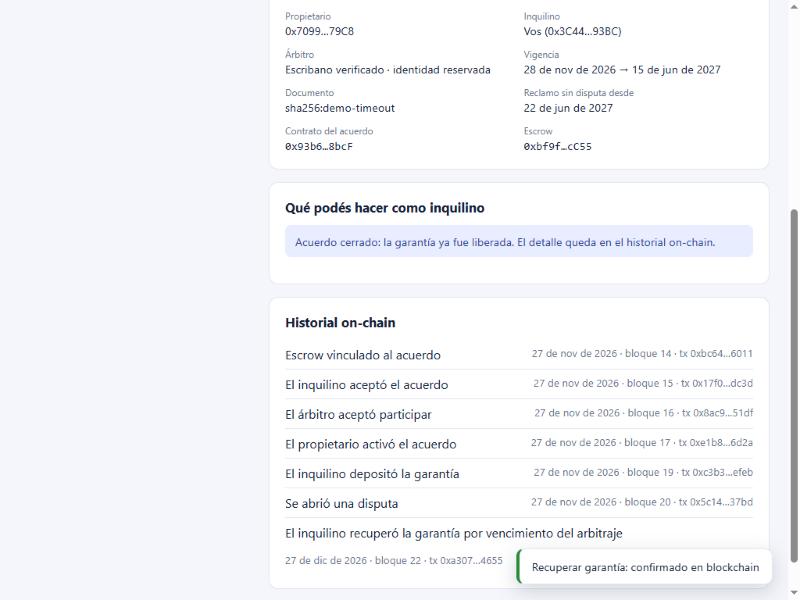 Propietario
0x7099…79C8
Inquilino
Vos (0x3C44…93BC)
Árbitro
Escribano verificado · identidad reservada
Vigencia
28 de nov de 2026 → 15 de jun de 2027
Documento
sha256:demo-timeout
Reclamo sin disputa desde
22 de jun de 2027
Contrato del acuerdo
0x93b6…8bcF
Escrow
0xbf9f…cC55
Qué podés hacer como inquilino
Acuerdo cerrado: la garantía ya fue liberada. El detalle queda en el historial on-chain.
Historial on-chain
Escrow vinculado al acuerdo 27 de nov de 2026 · bloque 14 · tx 0xbc64…6011
El inquilino aceptó el acuerdo 27 de nov de 2026 · bloque 15 · tx 0x17f0…dc3d
El árbitro aceptó participar 27 de nov de 2026 · bloque 16 · tx 0x8ac9…51df
El propietario activó el acuerdo 27 de nov de 2026 · bloque 17 · tx 0xe1b8…6d2a
El inquilino depositó la garantía 27 de nov de 2026 · bloque 19 · tx 0xc3b3…efeb
Se abrió una disputa 27 de nov de 2026 · bloque 20 · tx 0x5c14…37bd
El inquilino recuperó la garantía por vencimiento del arbitraje
27 de dic de 2026 · bloque 22 · tx 0xa307…4655
Recuperar garantía: confirmado en blockchain